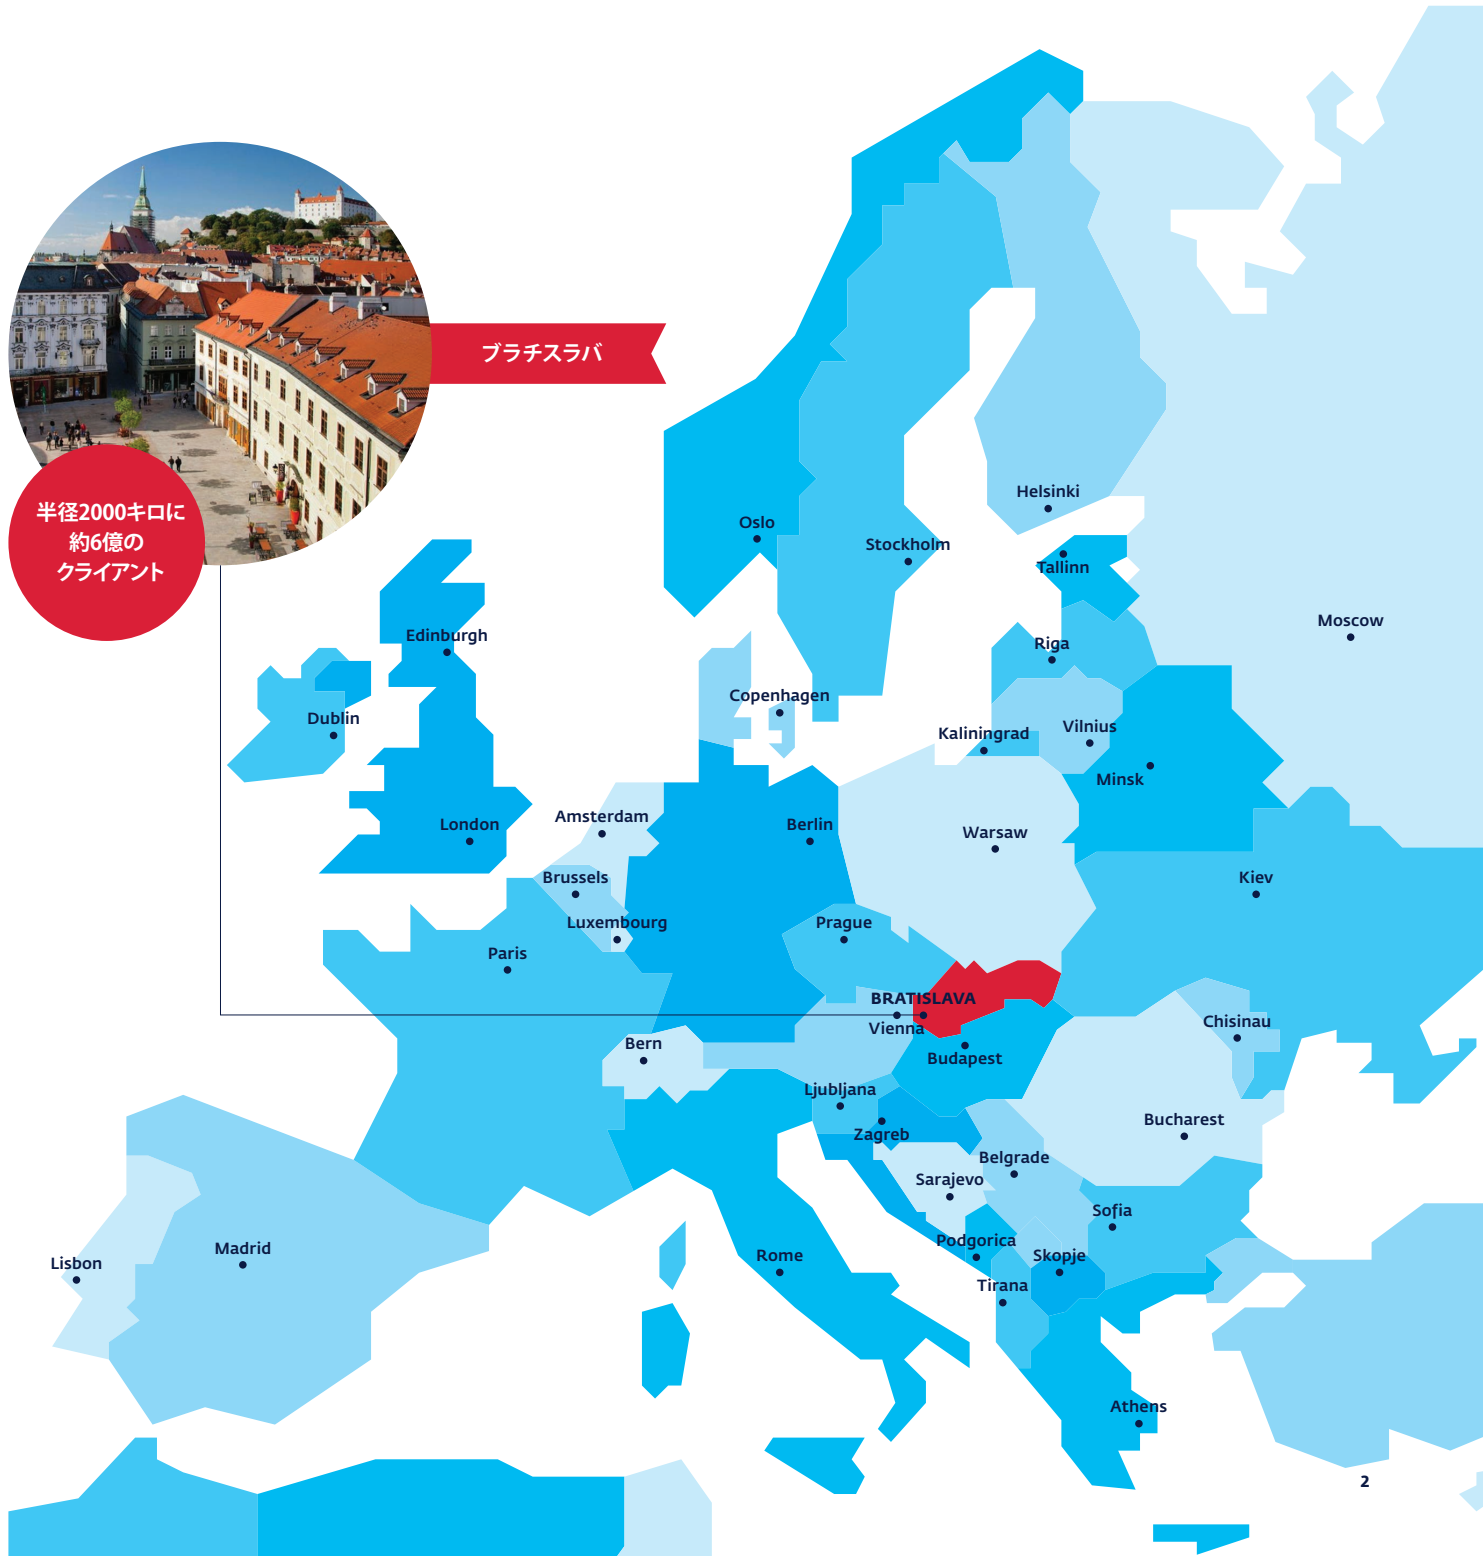 ブラチスラバ
半径2000キロに
約6億の
クライアント
Helsinki
Oslo
Stockholm
Tallinn
Moscow
Edinburgh
Riga
Copenhagen
Dublin
Kaliningrad
Vilnius
Minsk
Amsterdam
London
Berlin
Warsaw
Brussels
Kiev
Luxembourg
Prague
Paris
BRATISLAVA
Vienna
Chisinau
Bern
Budapest
Ljubljana
Bucharest
Zagreb
Belgrade
Sarajevo
Sofia
Podgorica
Madrid
Rome
Skopje
Lisbon
Tirana
Athens
2